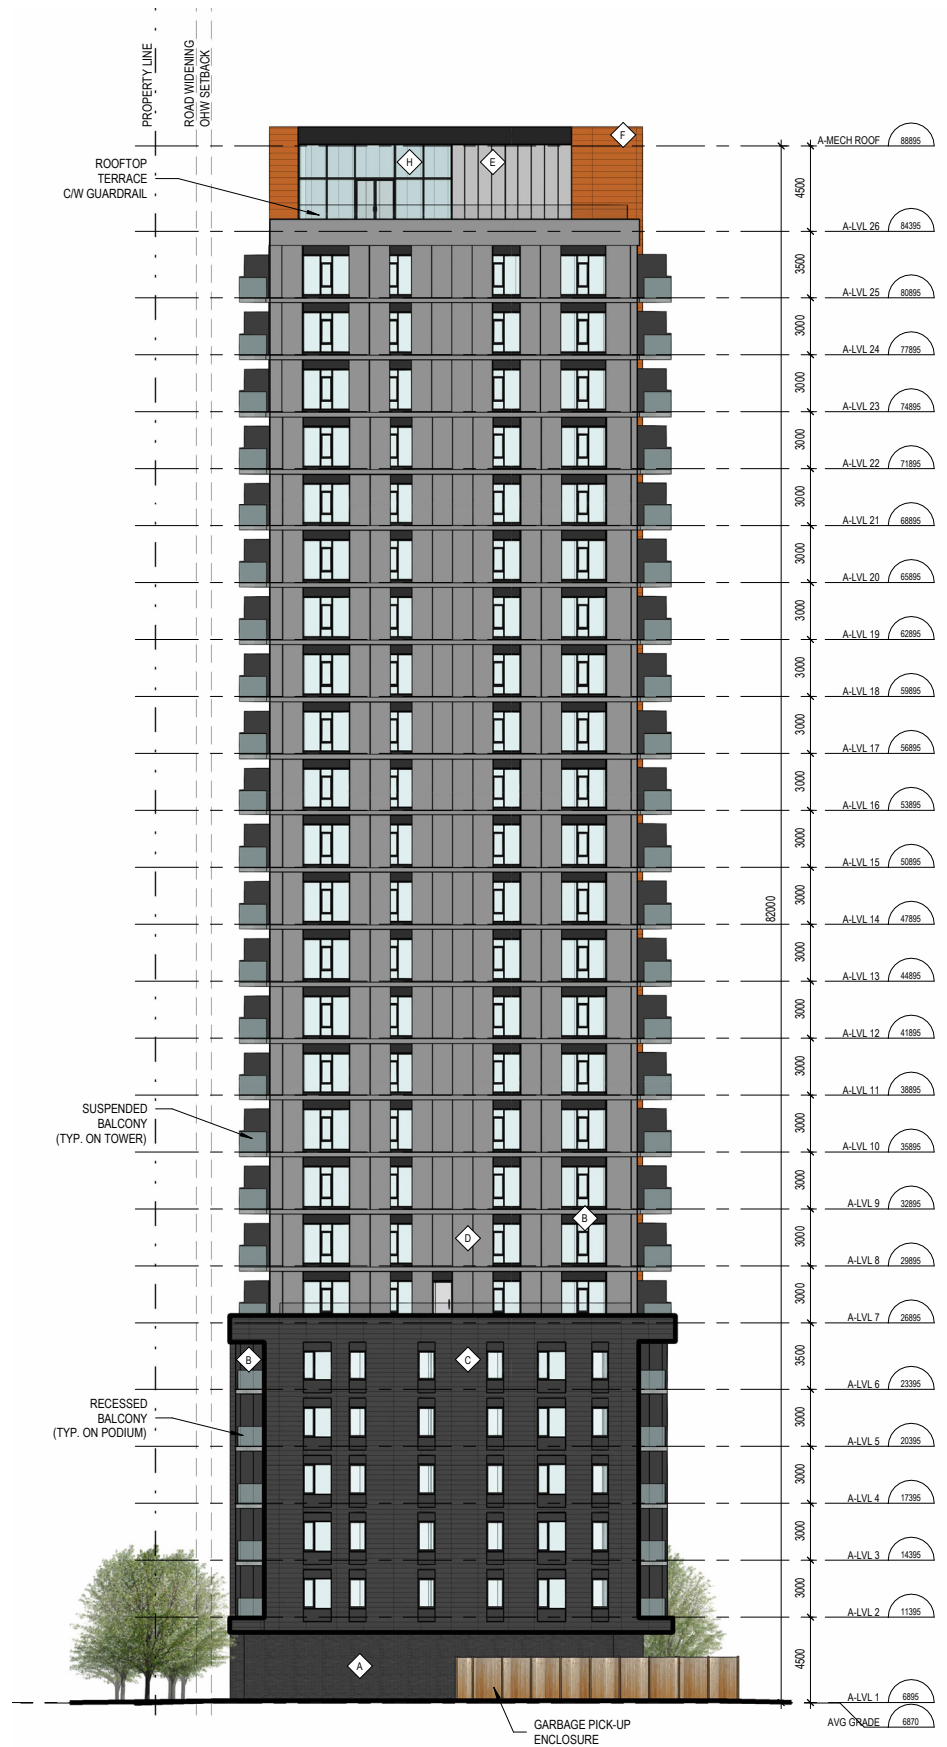 PROPERTY LINE
ROAD WIDENING
OHW SETBACK
ROOFTOP
TERRACE
C/W GUARDRAIL
H
E
F
A-MECH ROOF 88895
4500
A-LVL 26 84395
3500
A-LVL 25 80895
3000
A-LVL 24 77895
3000
A-LVL 23 74895
3000
A-LVL 22 71895
3000
A-LVL 21 68895
3000
A-LVL 20 65895
3000
A-LVL 19 62895
3000
A-LVL 18 59895
3000
A-LVL 17 56895
3000
A-LVL 16 53895
3000
A-LVL 15 50895
3000
82000
A-LVL 14 47895
3000
A-LVL 13 44895
3000
A-LVL 12 41895
3000
A-LVL 11 38895
SUSPENDED
BALCONY
(TYP. ON TOWER)
3000
A-LVL 10 35895
3000
A-LVL 9 32895
B
D
3000
A-LVL 8 29895
3000
A-LVL 7 26895
B
C
3500
A-LVL 6 23395
RECESSED
BALCONY
(TYP. ON PODIUM)
3000
A-LVL 5 20395
3000
A-LVL 4 17395
3000
A-LVL 3 14395
3000
A-LVL 2 11395
A
4500
A-LVL 1 6895
AVG GRADE 6870
GARBAGE PICK-UP
ENCLOSURE